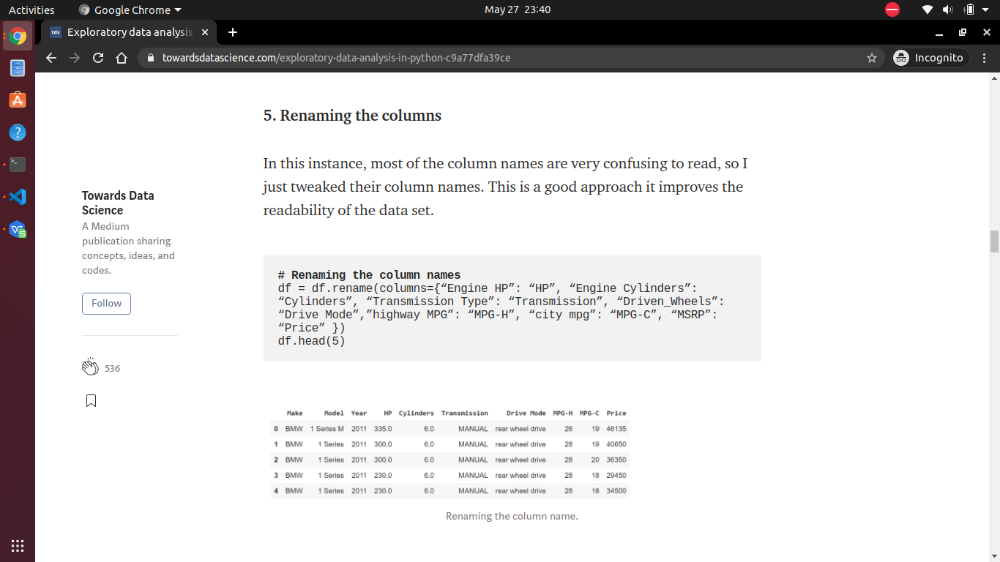 Activities Google Chrome May 27 23:40
tds Exploratory data analysis
towardsdatascience.com/exploratory-data-analysis-in-python-c9a77dfa39ce Incognito
5. Renaming the columns
In this instance, most of the column names are very confusing to read, so I
just tweaked their column names. This is a good approach it improves the
readability of the data set.
Towards Data
Science
A Medium
publication sharing
concepts, ideas, and
codes.
Follow
536
# Renaming the column names
df = df.rename(columns={“Engine HP”: “HP”, “Engine Cylinders”:
“Cylinders”, “Transmission Type”: “Transmission”, “Driven_Wheels”:
“Drive Mode”,”highway MPG”: “MPG-H”, “city mpg”: “MPG-C”, “MSRP”:
“Price” })
df.head(5)
Make Model Year HP Cylinders Transmission Drive Mode MPG-H MPG-C Price
0 BMW 1 Series M 2011 335.0 6.0 MANUAL rear wheel drive 26 19 46135
1 BMW 1 Series 2011 300.0 6.0 MANUAL rear wheel drive 28 19 40650
2 BMW 1 Series 2011 300.0 6.0 MANUAL rear wheel drive 28 20 36350
3 BMW 1 Series 2011 230.0 6.0 MANUAL rear wheel drive 28 18 29450
4 BMW 1 Series 2011 230.0 6.0 MANUAL rear wheel drive 28 18 34500
Renaming the column name.